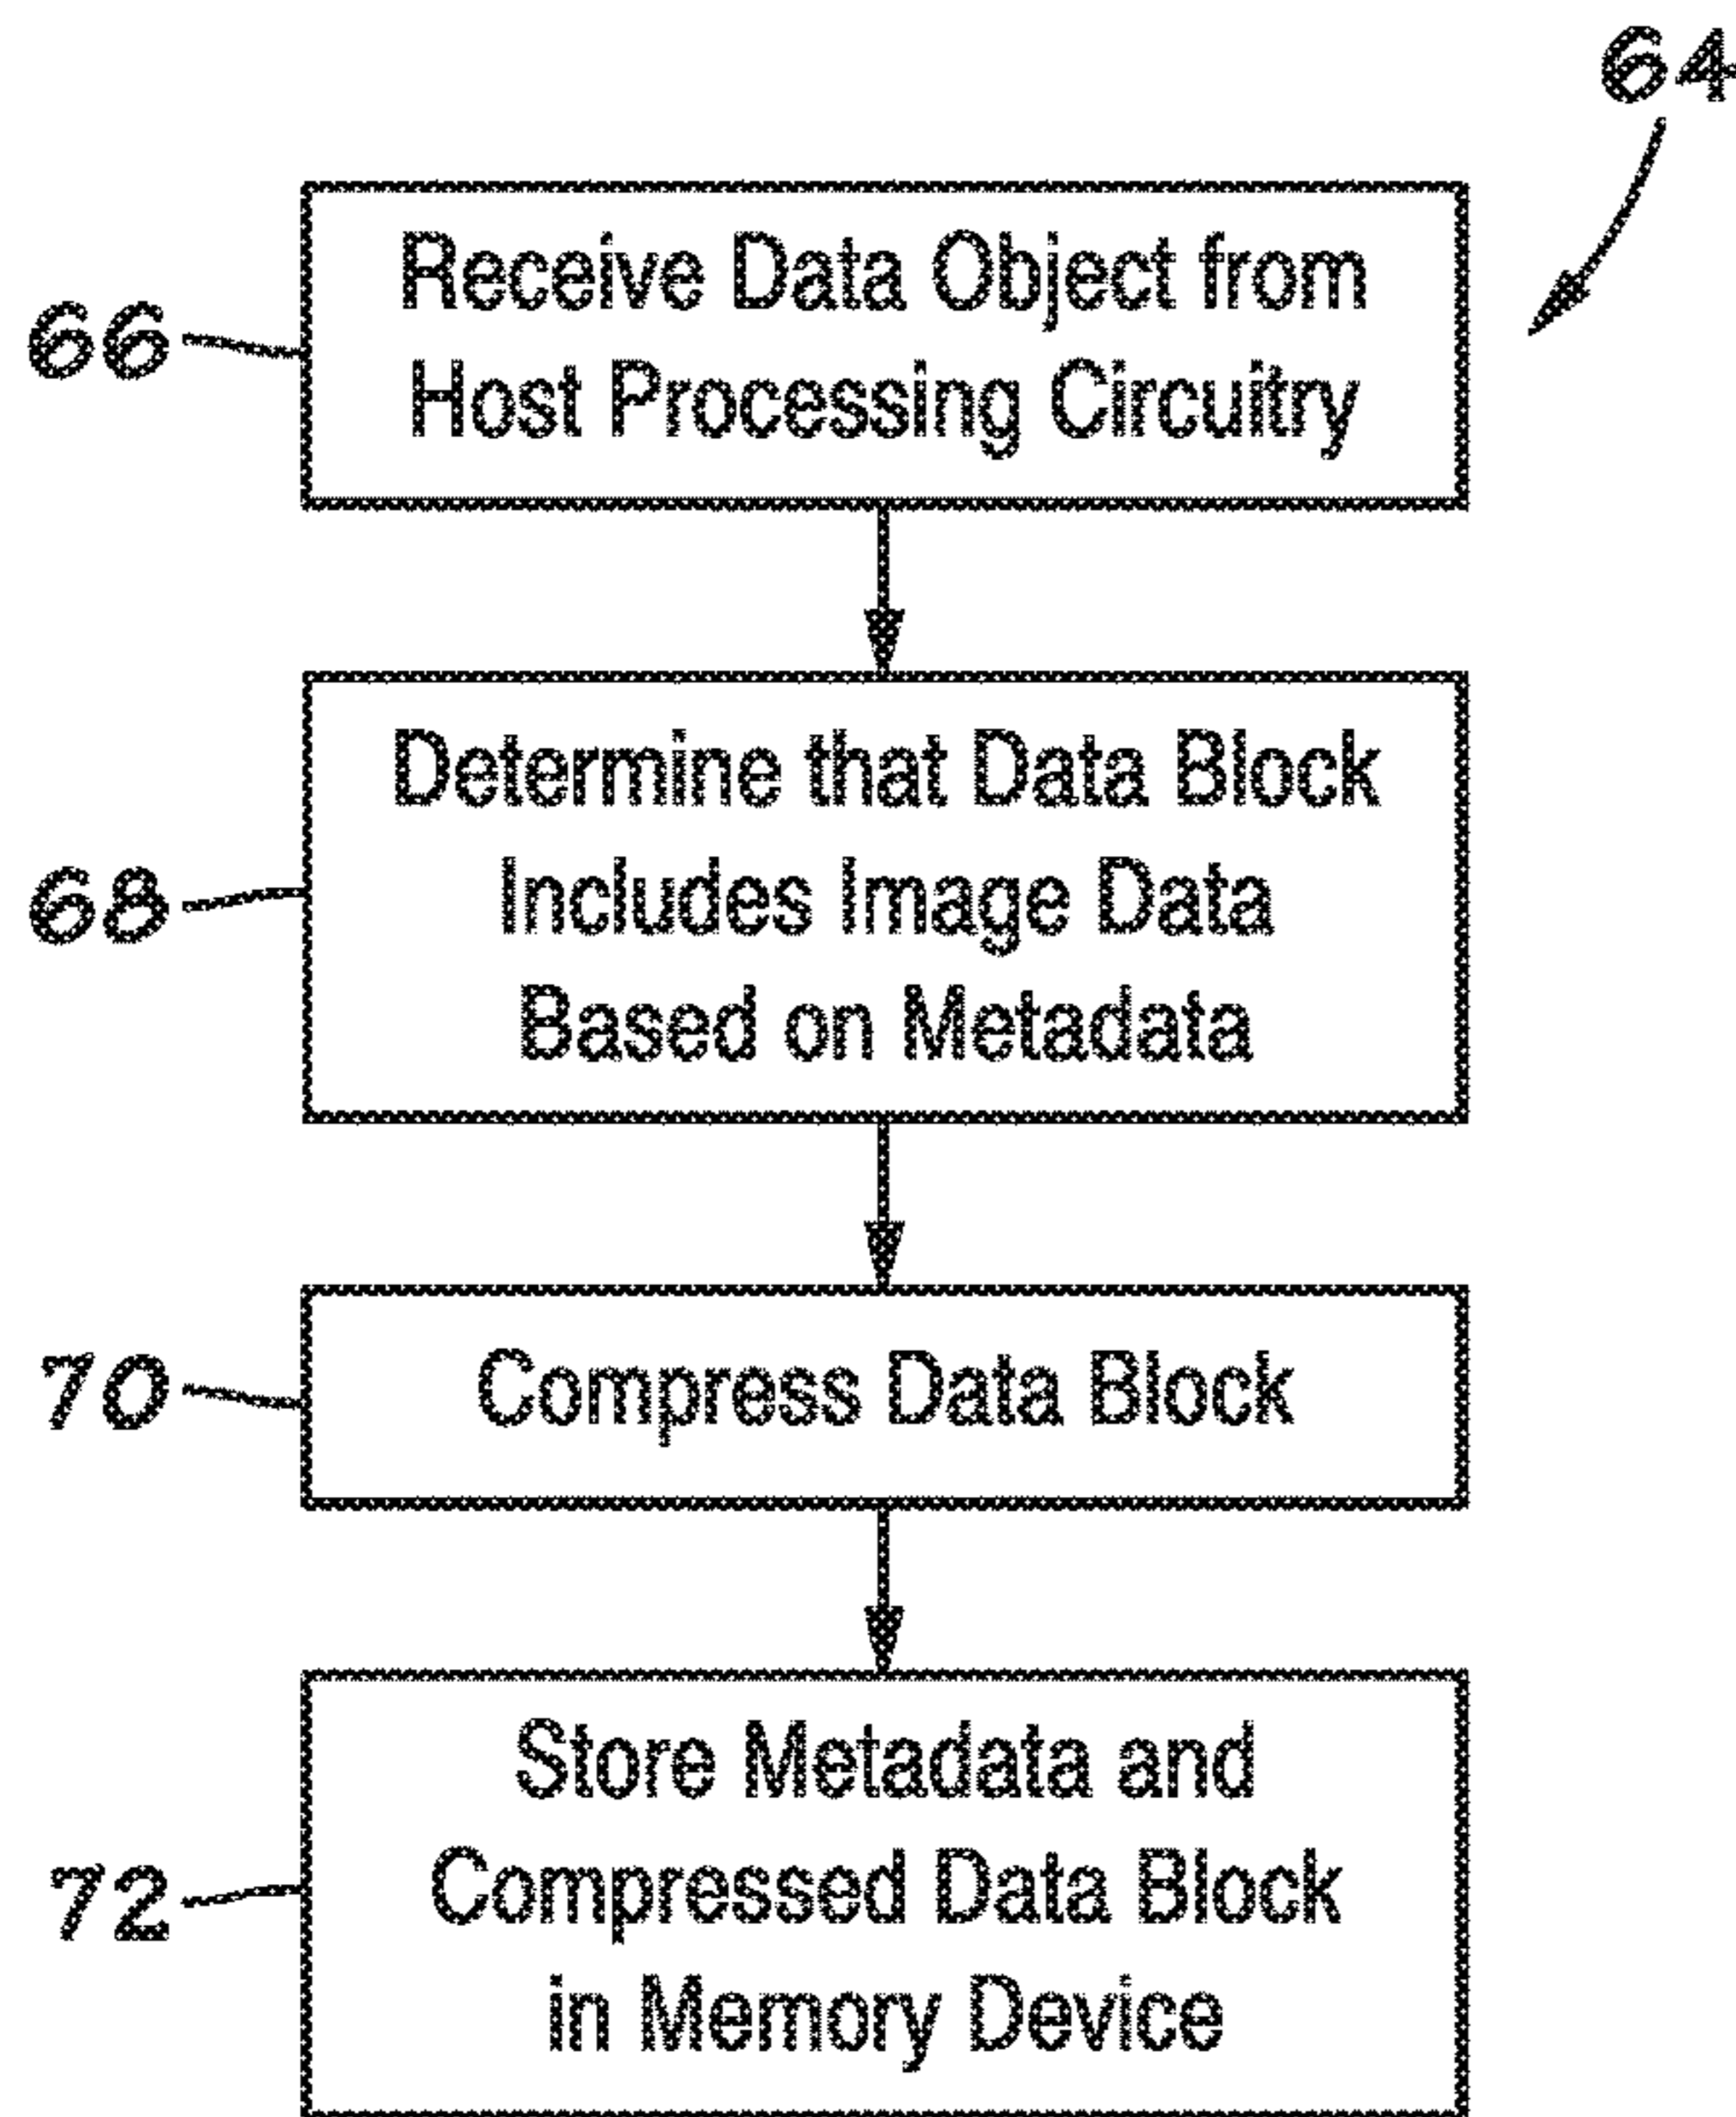 64
66
Receive Data Object from
Host Processing Circuitry
68
Determine that Data Block
Includes Image Data
Based on Metadata
70
Compress Data Block
72
Store Metadata and
Compressed Data Block
in Memory Device